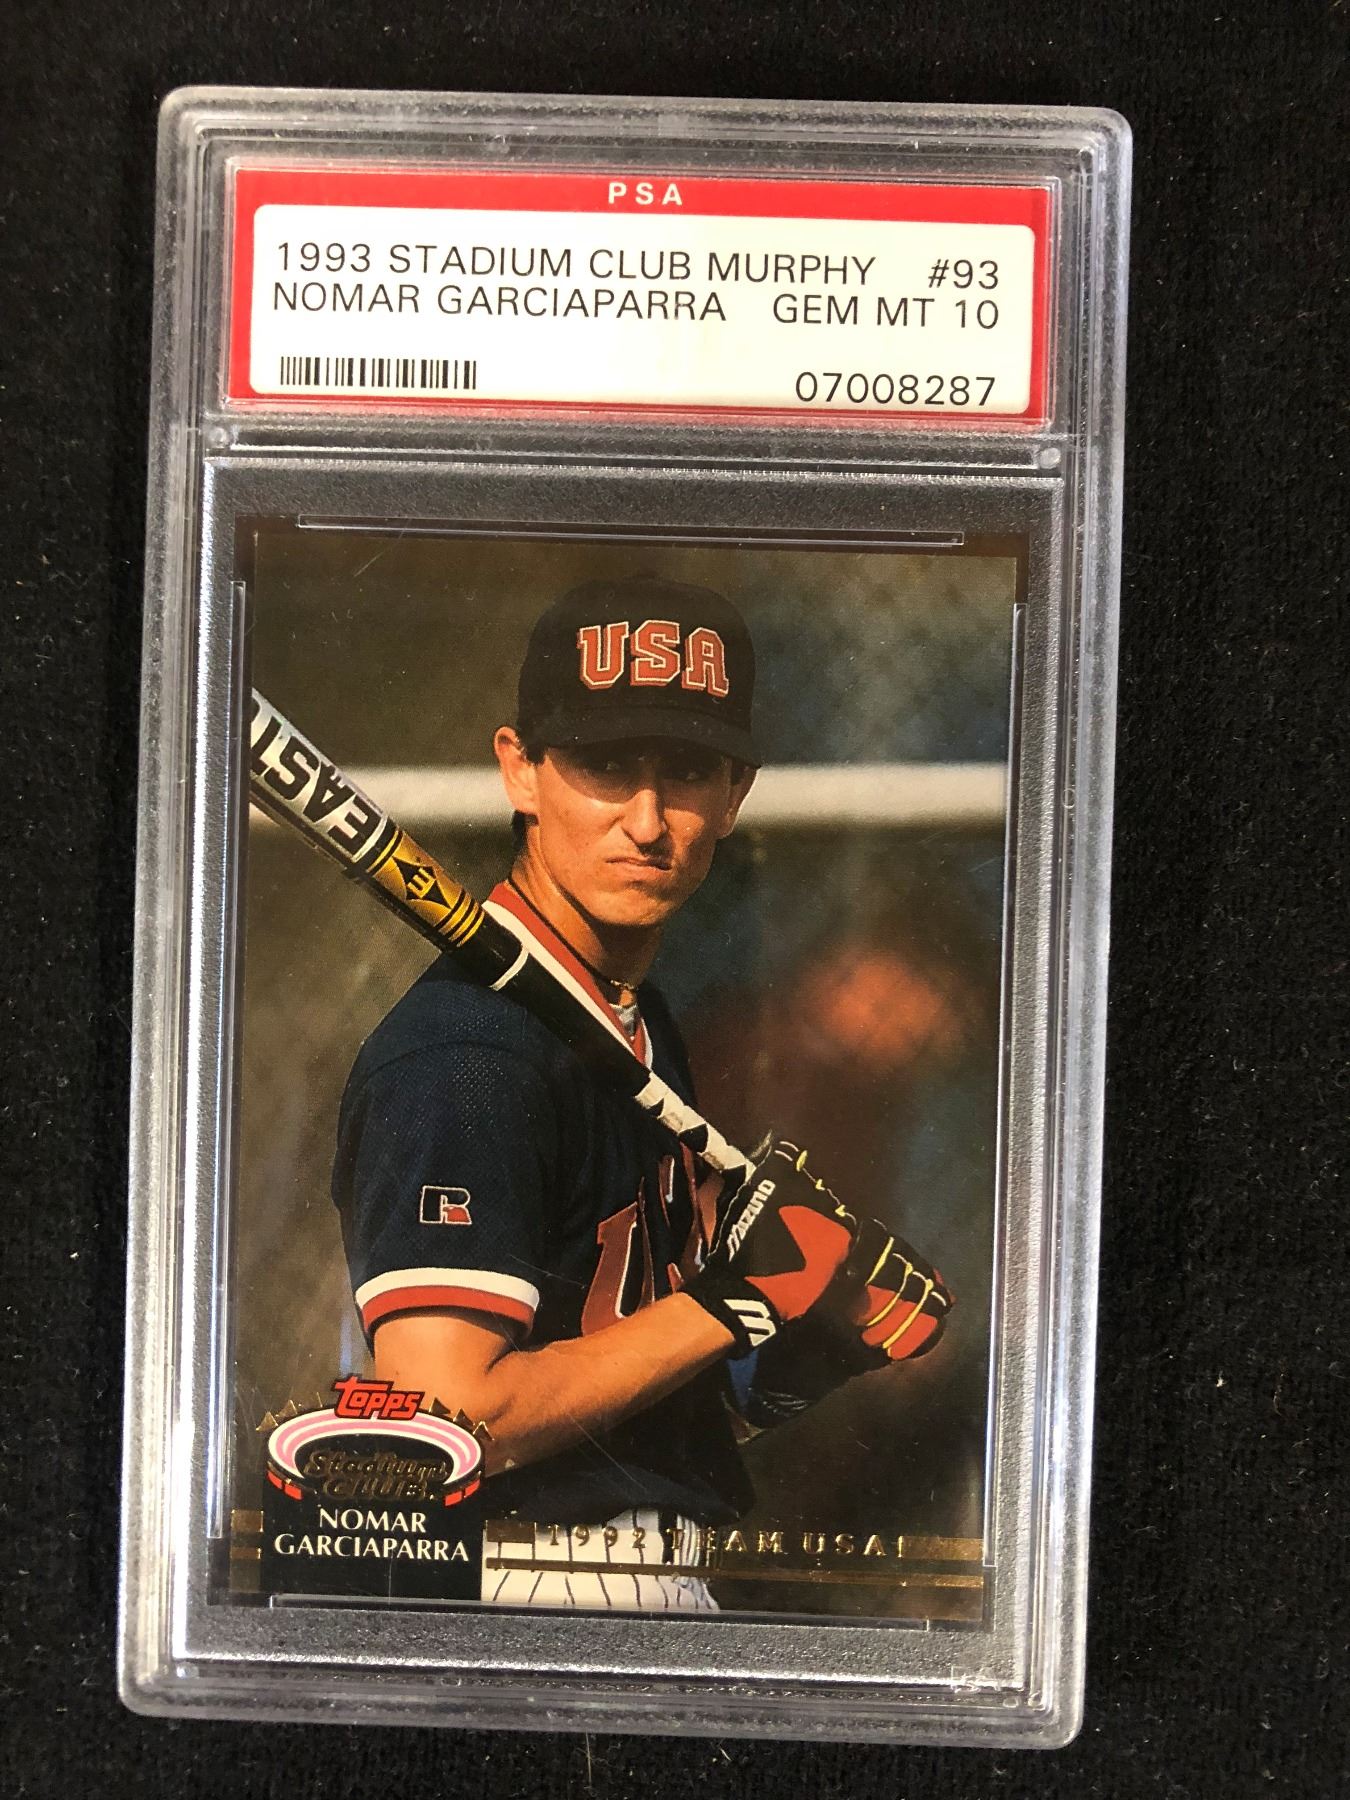 PSA
1993 STADIUM CLUB MURPHY #93
NOMAR GARCIAPARRA GEM MT 10
07008287
USA
EAST
MIZUNO
R
Topps
Stadium
CLUB
NOMAR
GARCIAPARRA
1992 TEAM USA